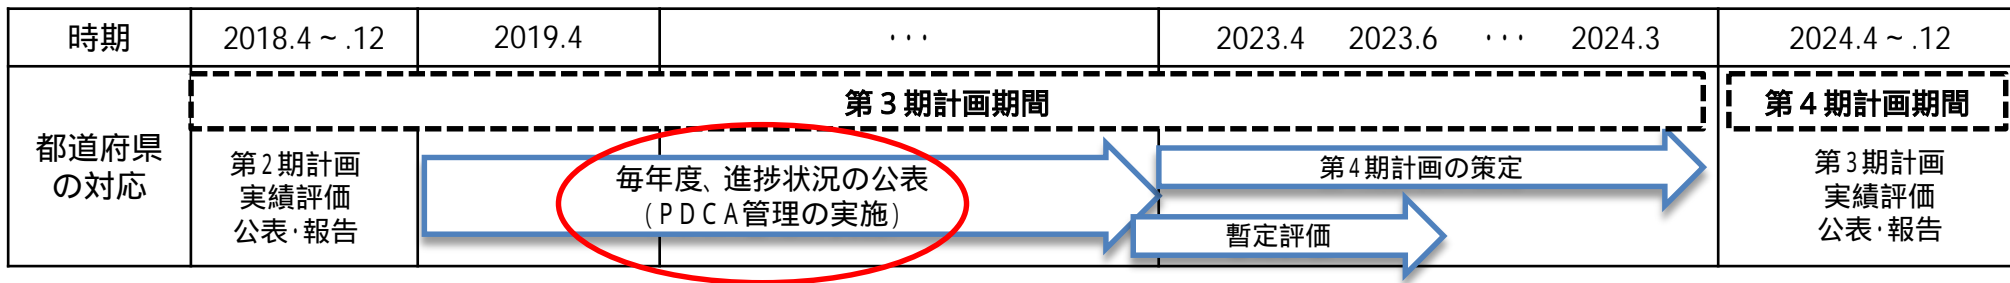 時期 2018.4~.12 2019.4 ・・・ 2023.4 2023.6 ・・・ 2024.3 2024.4~.12
第3期計画期間 第4期計画期間
都道府県
の対応
第2期計画
実績評価
公表・報告
毎年度、進捗状況の公表
(PDCA管理の実施)
第4期計画の策定
暫定評価
第3期計画
実績評価
公表・報告